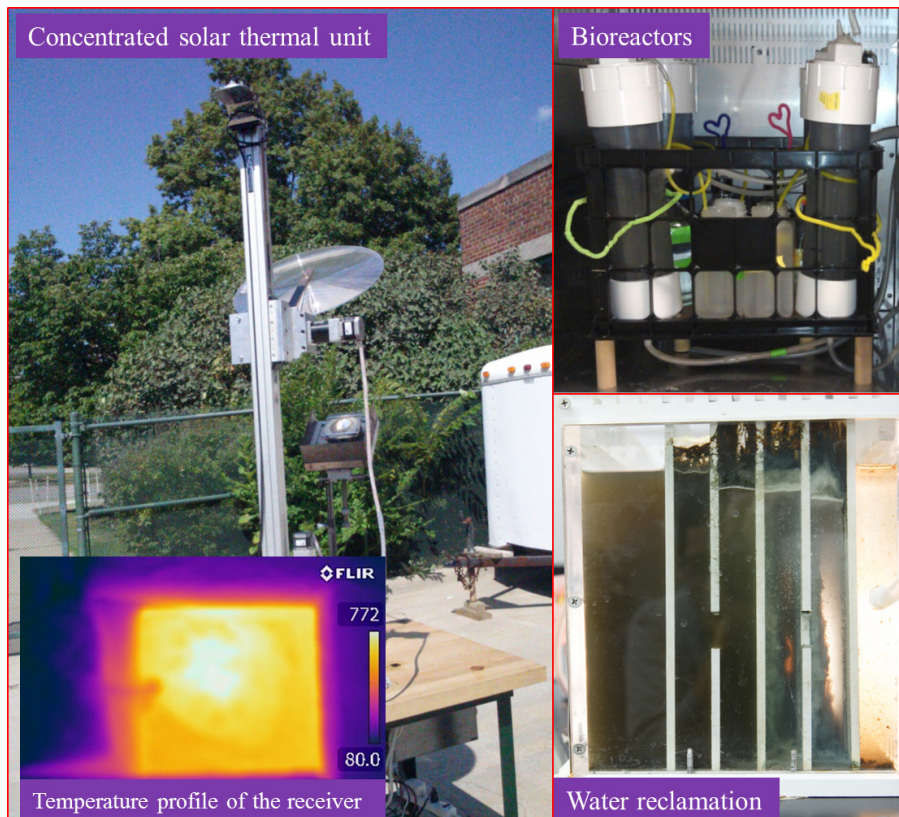 Concentrated solar thermal unit
Bioreactors
FLIR
772
80.0
Temperature profile of the receiver
Water reclamation